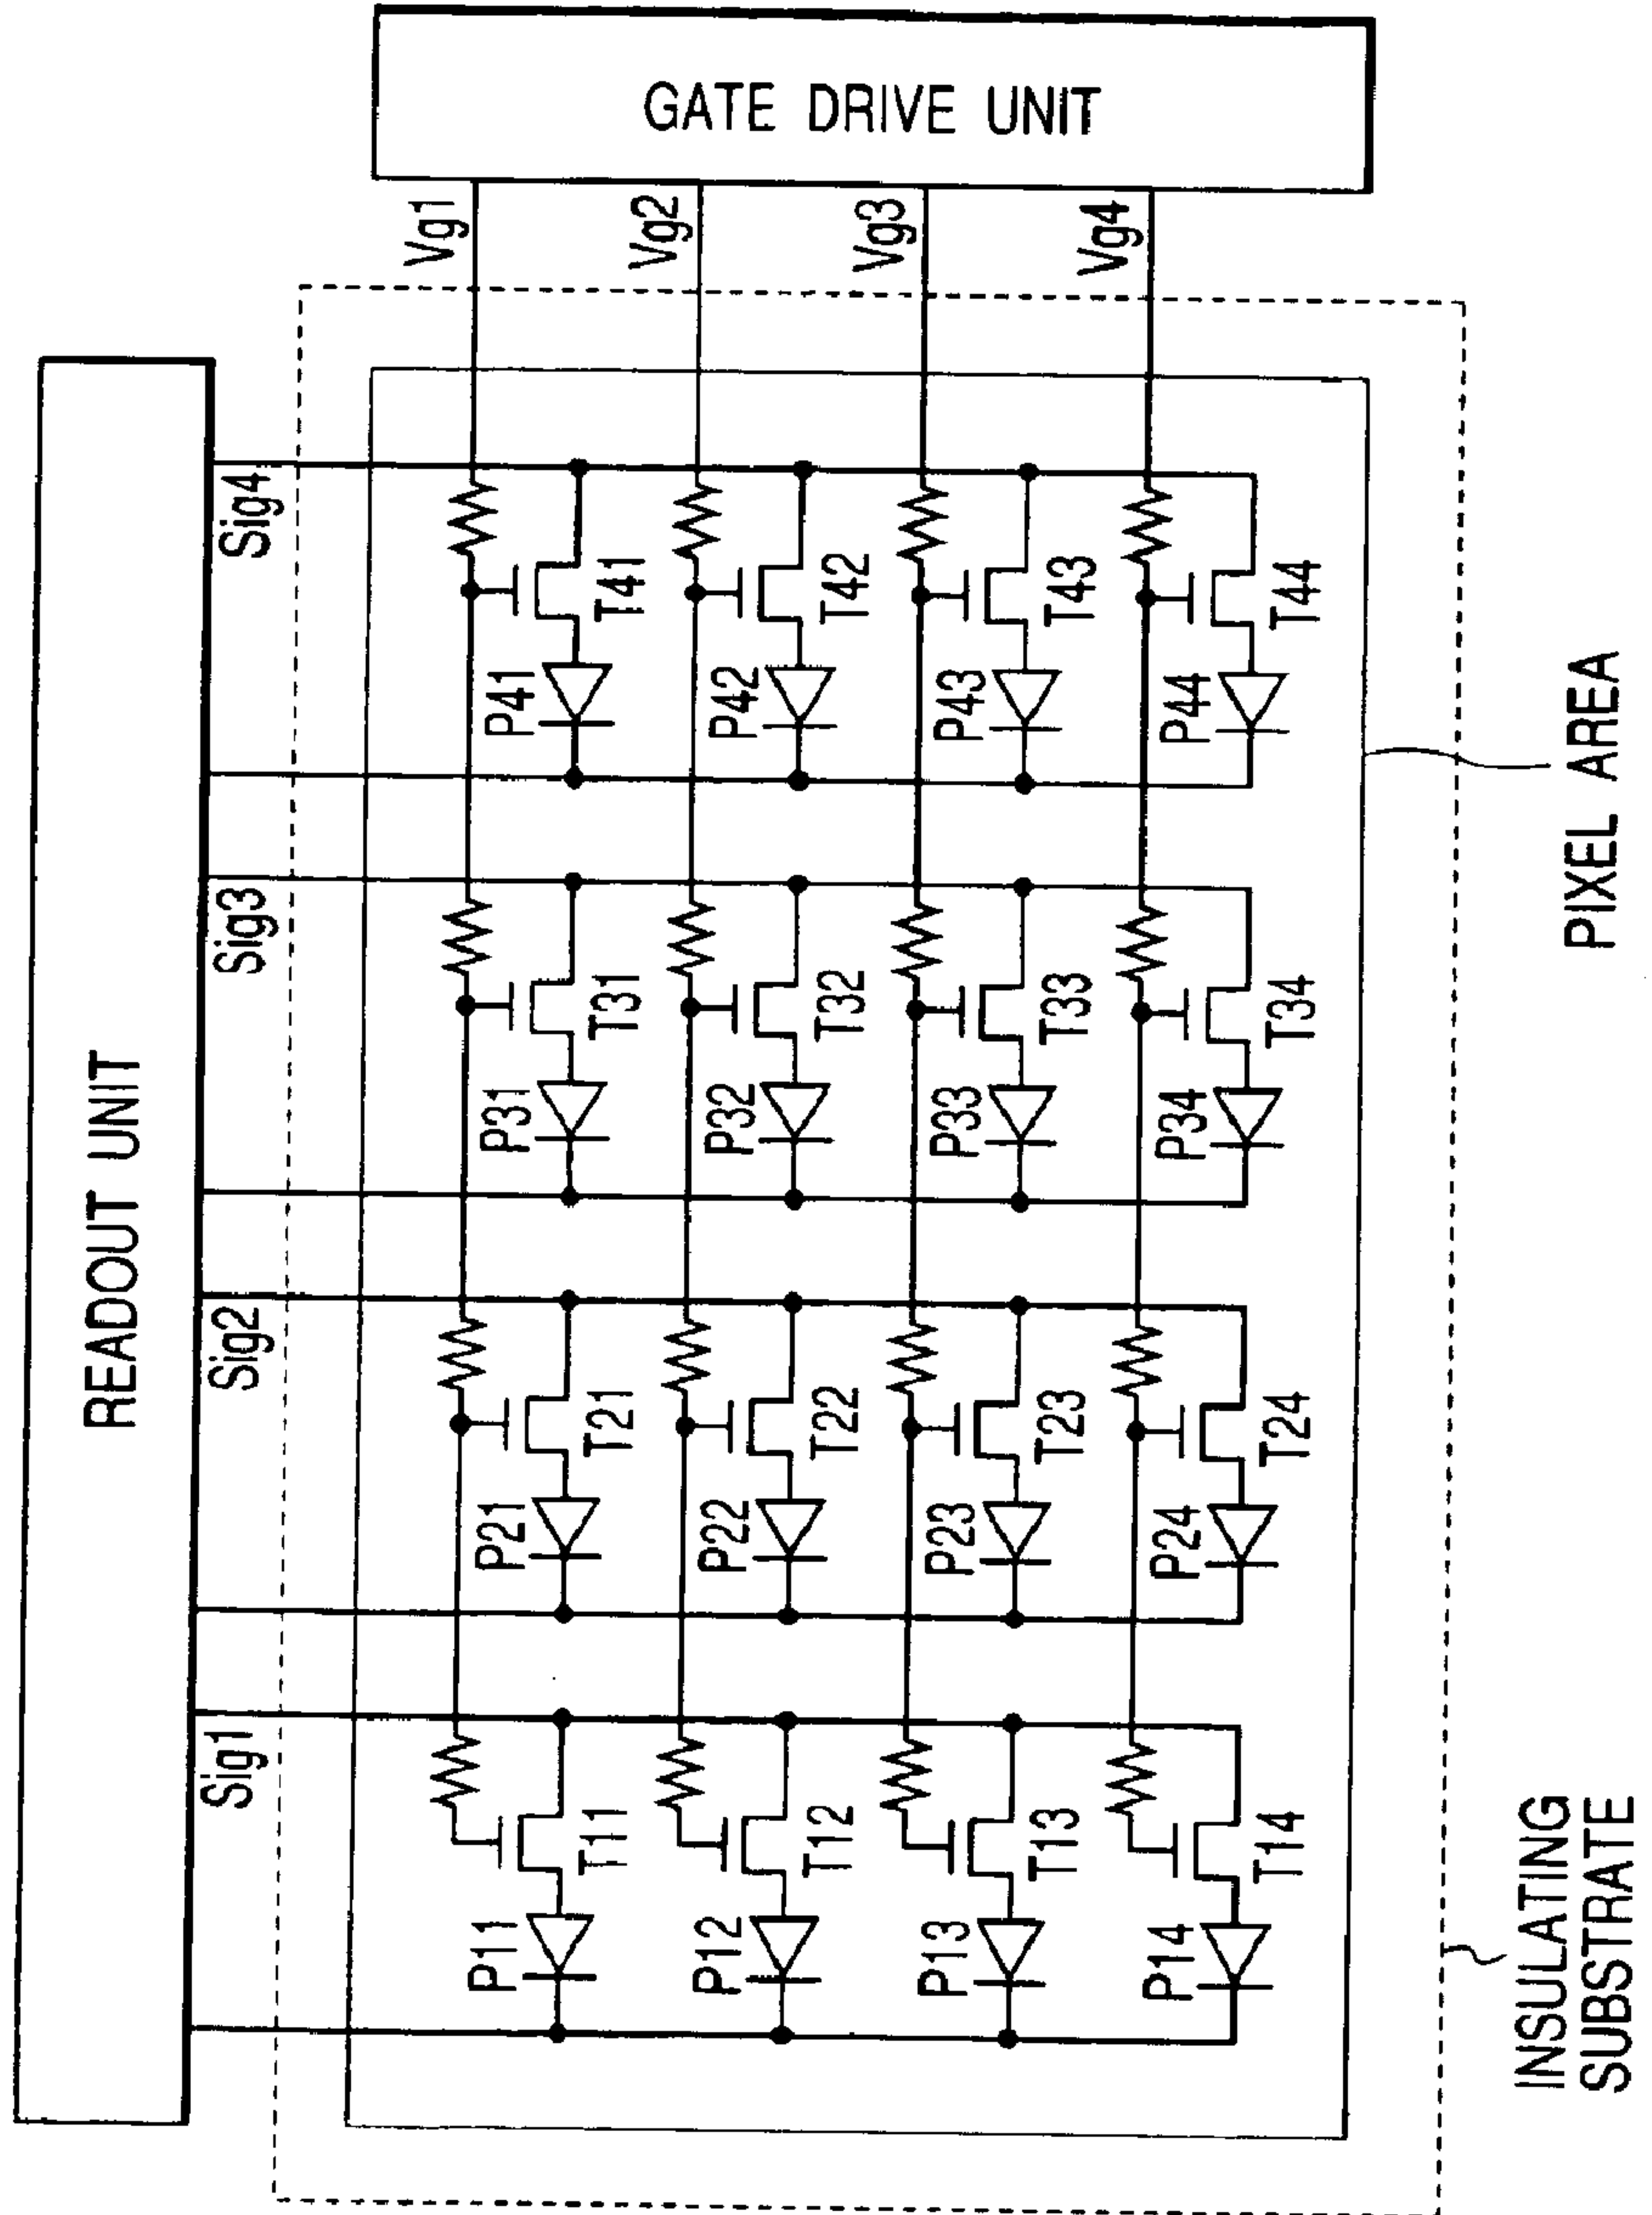 GATE DRIVE UNIT
Vg1
Vg2
Vg3
Vg4
READOUT UNIT
Sig4
Sig3
Sig2
Sig1
T41
T42
T43
T44
P41
P42
P43
P44
T31
T32
T33
T34
P31
P32
P33
P34
T21
T22
T23
T24
P21
P22
P23
P24
T11
T12
T13
T14
P11
P12
P13
P14
PIXEL AREA
INSULATING
SUBSTRATE